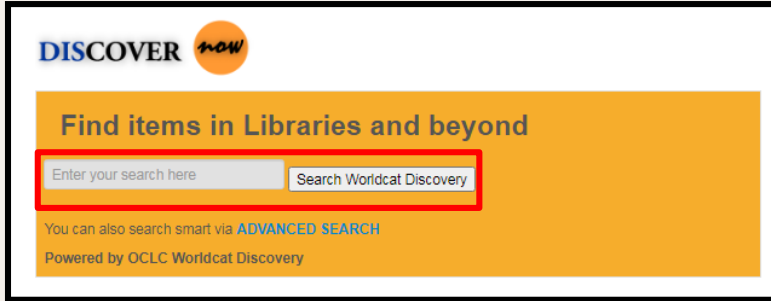 DISCOVER now
Find items in Libraries and beyond
Enter your search here Search Worldcat Discovery
You can also search smart via ADVANCED SEARCH
Powered by OCLC Worldcat Discovery